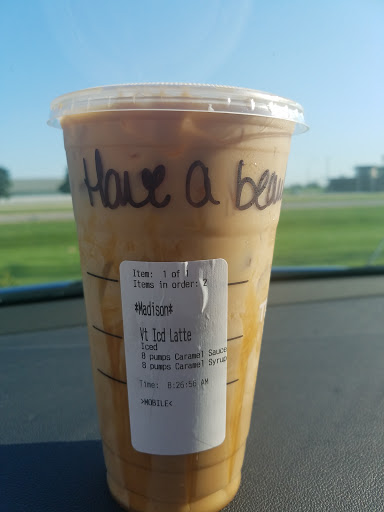 Have a beau
Item: 1 of 1
Items in order: 2
*Madison*
Vt Icd Latte
Iced
8 pumps Caramel Sauce
8 pumps Caramel Syrup
Time: 8:26:50 AM
>MOBILE<